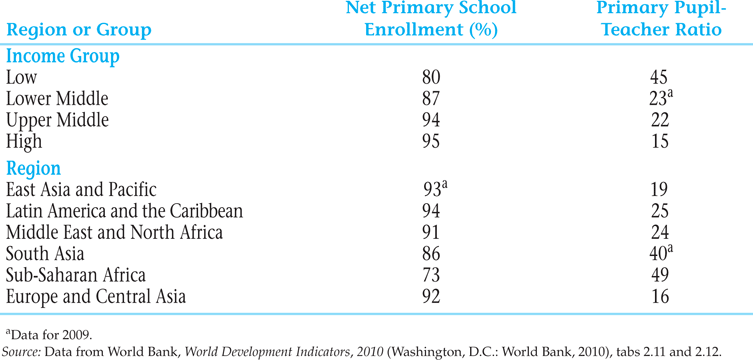 Region or Group Net Primary School Enrollment (%) Primary Pupil-Teacher Ratio
Income Group
Low 80 45
Lower Middle 87 23a
Upper Middle 94 22
High 95 15
Region
East Asia and Pacific 93a 19
Latin America and the Caribbean 94 25
Middle East and North Africa 91 24
South Asia 86 40a
Sub-Saharan Africa 73 49
Europe and Central Asia 92 16
aData for 2009.
Source: Data from World Bank, World Development Indicators, 2010 (Washington, D.C.: World Bank, 2010), tabs 2.11 and 2.12.